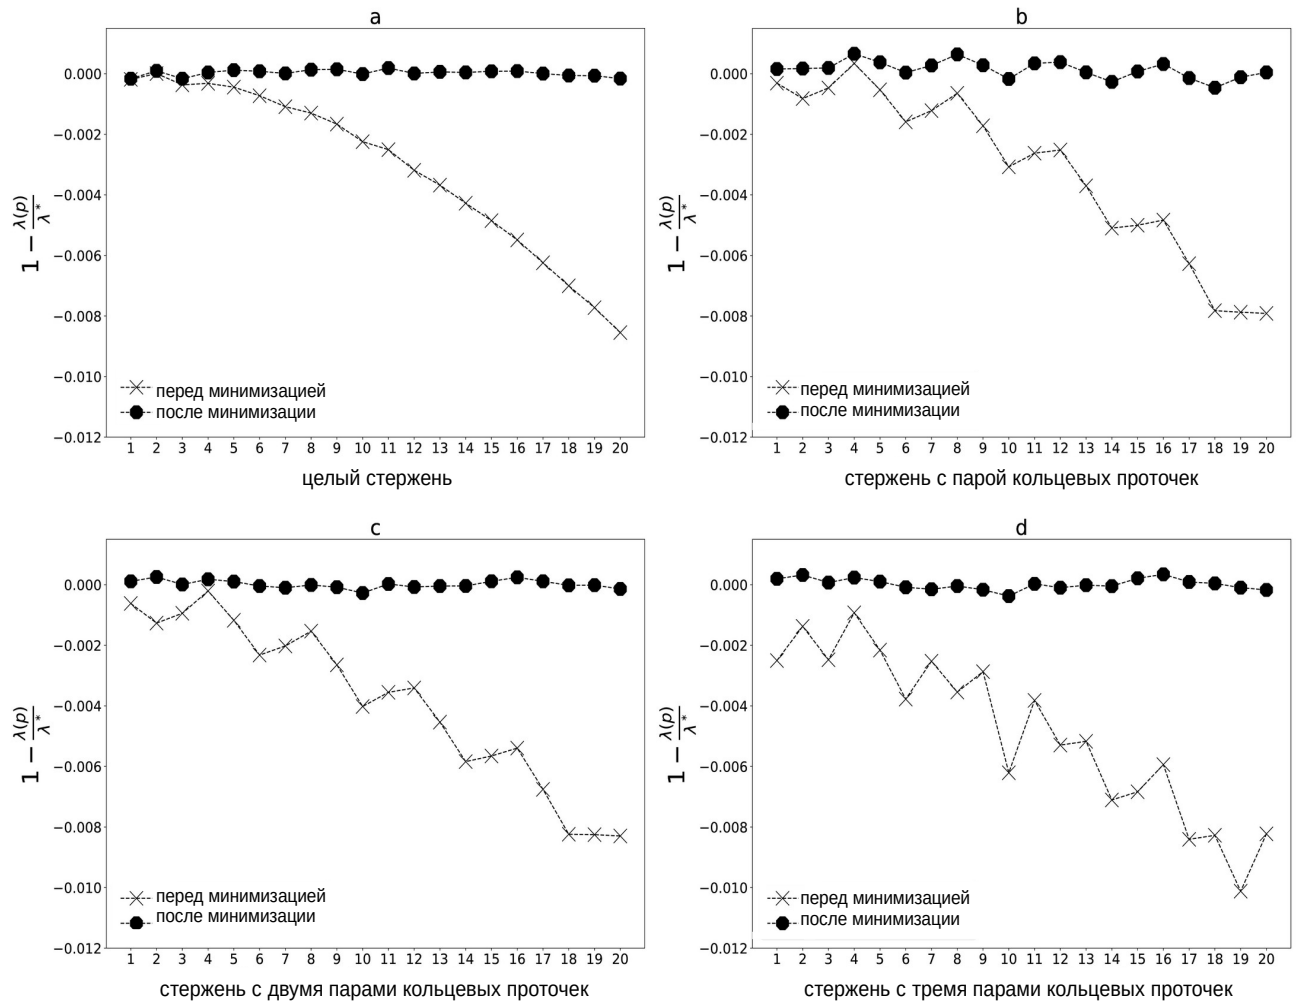 a
0.000
−0.002
−0.004
−0.006
−0.008
−0.010
−0.012
1 − λ(p)/λ*
перед минимизацией
после минимизации
1 2 3 4 5 6 7 8 9 10 11 12 13 14 15 16 17 18 19 20
целый стержень
b
0.000
−0.002
−0.004
−0.006
−0.008
−0.010
−0.012
1 − λ(p)/λ*
перед минимизацией
после минимизации
1 2 3 4 5 6 7 8 9 10 11 12 13 14 15 16 17 18 19 20
стержень с парой кольцевых проточек
c
0.000
−0.002
−0.004
−0.006
−0.008
−0.010
−0.012
1 − λ(p)/λ*
перед минимизацией
после минимизации
1 2 3 4 5 6 7 8 9 10 11 12 13 14 15 16 17 18 19 20
стержень с двумя парами кольцевых проточек
d
0.000
−0.002
−0.004
−0.006
−0.008
−0.010
−0.012
1 − λ(p)/λ*
перед минимизацией
после минимизации
1 2 3 4 5 6 7 8 9 10 11 12 13 14 15 16 17 18 19 20
стержень с тремя парами кольцевых проточек